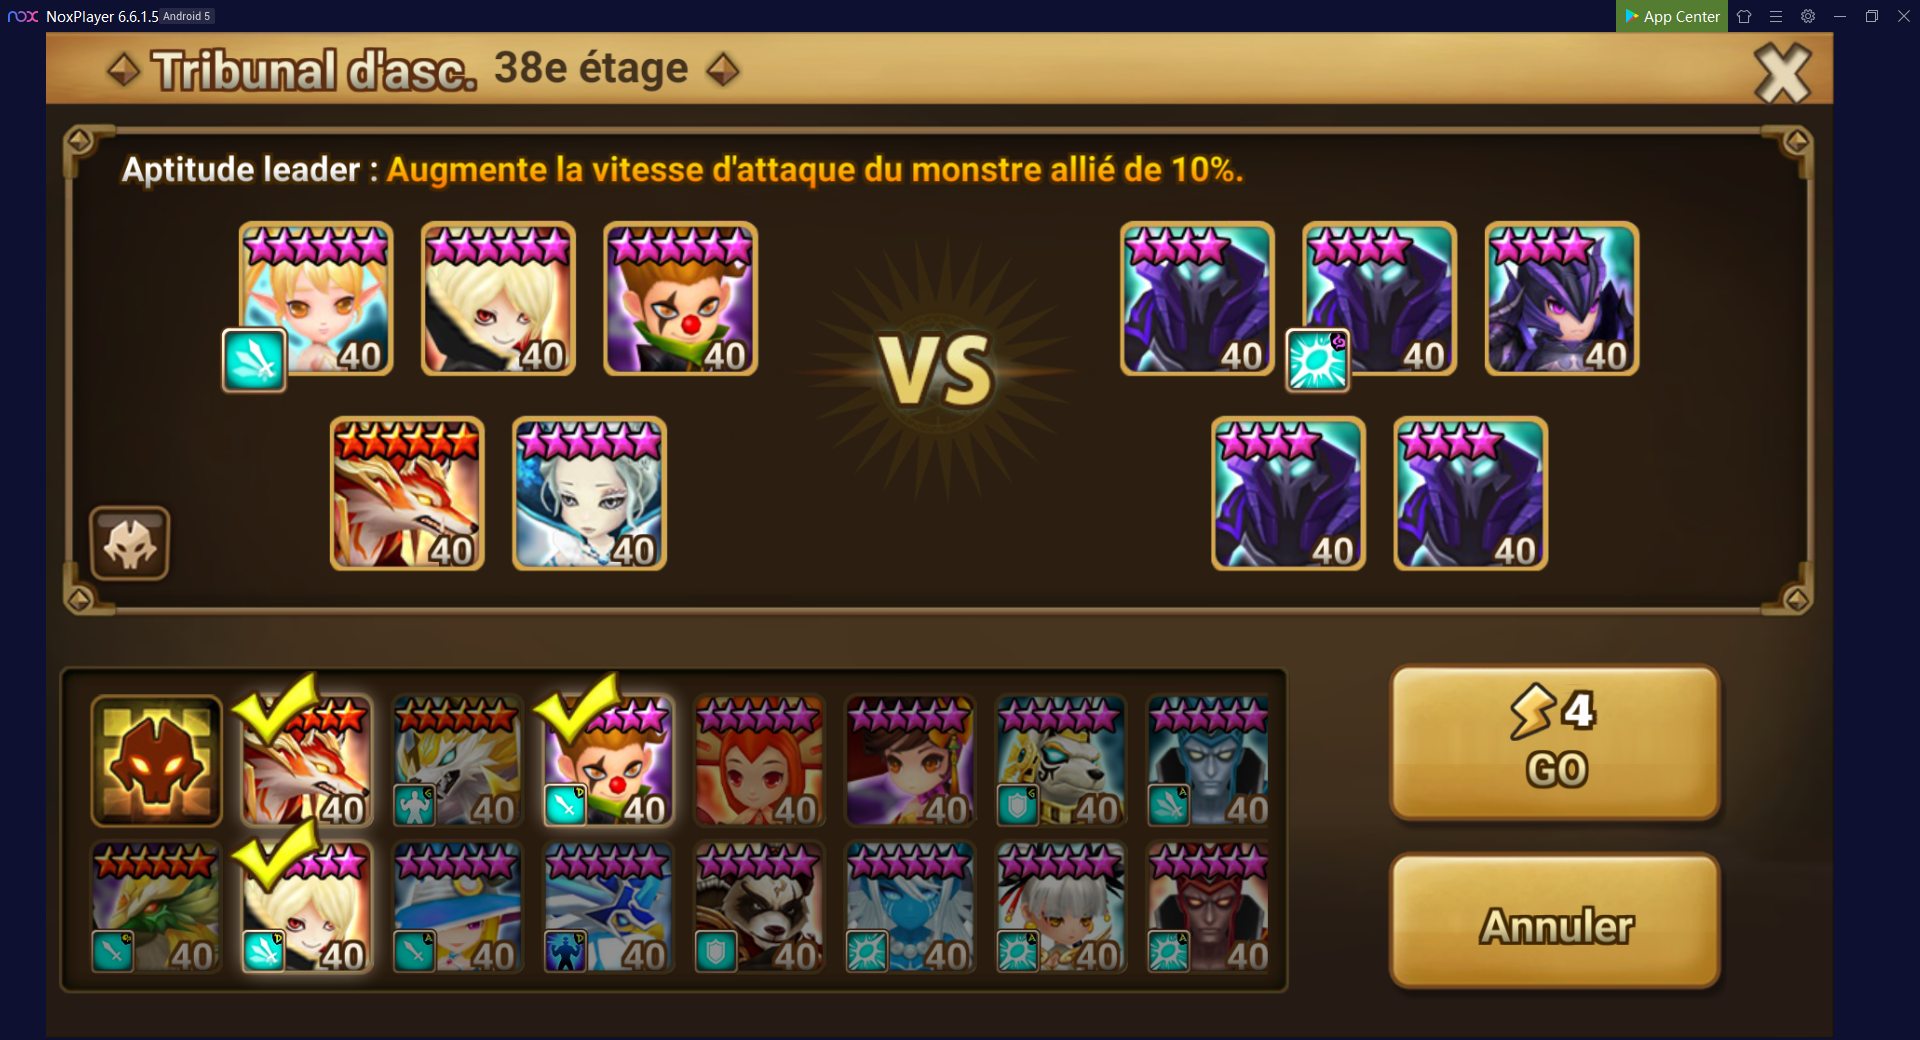 nox NoxPlayer 6.6.1.5 Android 5 App Center
Tribunal d'asc. 38e étage
Aptitude leader : Augmente la vitesse d'attaque du monstre allié de 10%.
40 40 40 VS 40 40 40
40 40 40 40
40 40 40 40 40 40 40
4
GO
40 40 40 40 40 40 40 40
Annuler